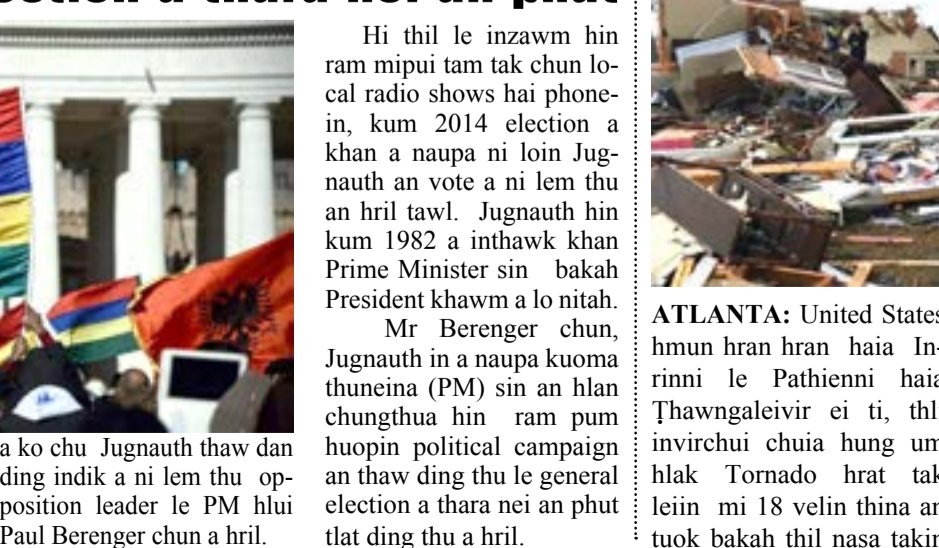 ection a thara nei an phut
a ko chu Jugnauth thaw dan
ding indik a ni lem thu op-
position leader le PM hlui
Paul Berenger chun a hril.
Hi thil le inzawm hin
ram mipui tam tak chun lo-
cal radio shows hai phone-
in, kum 2014 election a
khan a naupa ni loin Jug-
nauth an vote a ni lem thu
an hril tawl. Jugnauth hin
kum 1982 a inthawk khan
Prime Minister sin bakah
President khawm a lo nitah.
Mr Berenger chun,
Jugnauth in a naupa kuoma
thuneina (PM) sin an hlan
chungthua hin ram pum
huopin political campaign
an thaw ding thu le general
election a thara nei an phut
tlat ding thu a hril.
ATLANTA: United States
hmun hran hran haia In-
rinni le Pathienni haia
Ṭhawngaleivir ei ti, thli
invirchui chuia hung um
hlak Tornado hrat tak
leiin mi 18 velin thina an
tuok bakah thil nasa takin